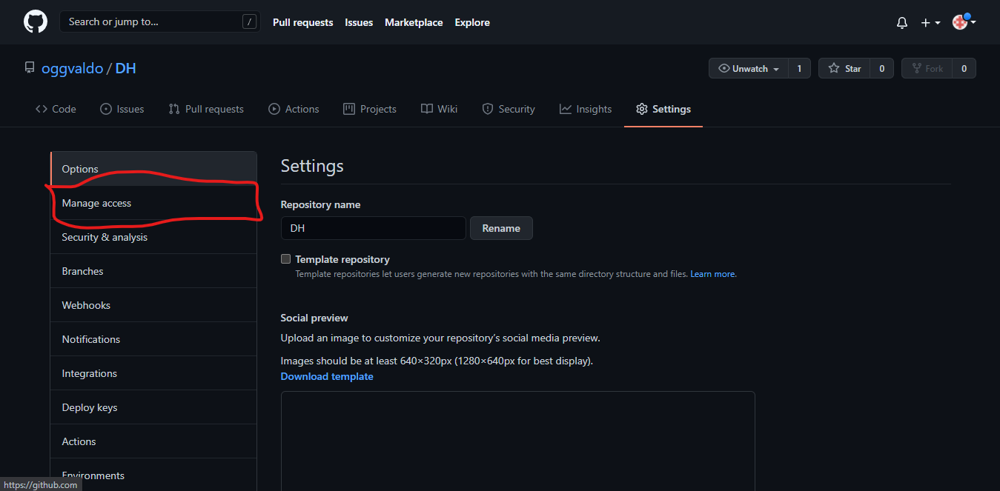 Search or jump to... /
Pull requests Issues Marketplace Explore
oggvaldo / DH
Unwatch 1 Star 0 Fork 0
Code Issues Pull requests Actions Projects Wiki Security Insights Settings
Options
Manage access
Security & analysis
Branches
Webhooks
Notifications
Integrations
Deploy keys
Actions
Environments
Settings
Repository name
DH Rename
Template repository
Template repositories let users generate new repositories with the same directory structure and files. Learn more.
Social preview
Upload an image to customize your repository’s social media preview.
Images should be at least 640×320px (1280×640px for best display).
Download template
https://github.com